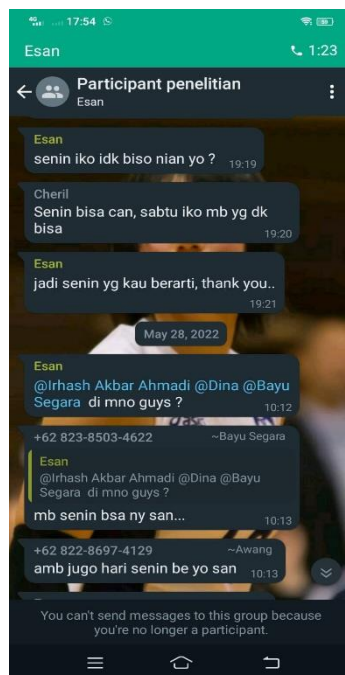 4G 17:54
Esan 1:23
Participant penelitian
Esan
Esan
senin iko idk biso nian yo ? 19:19
Cheril
Senin bisa can, sabtu iko mb yg dk
bisa 19:20
Esan
jadi senin yg kau berarti, thank you..
19:21
May 28, 2022
Esan
@Irhash Akbar Ahmadi @Dina @Bayu
Segara di mno guys ? 10:12
+62 823-8503-4622 ~Bayu Segara
Esan
@Irhash Akbar Ahmadi @Dina @Bayu
Segara di mno guys ?
mb senin bsa ny san... 10:13
+62 822-8697-4129 ~Awang
amb jugo hari senin be yo san 10:13
You can't send messages to this group because
you're no longer a participant.